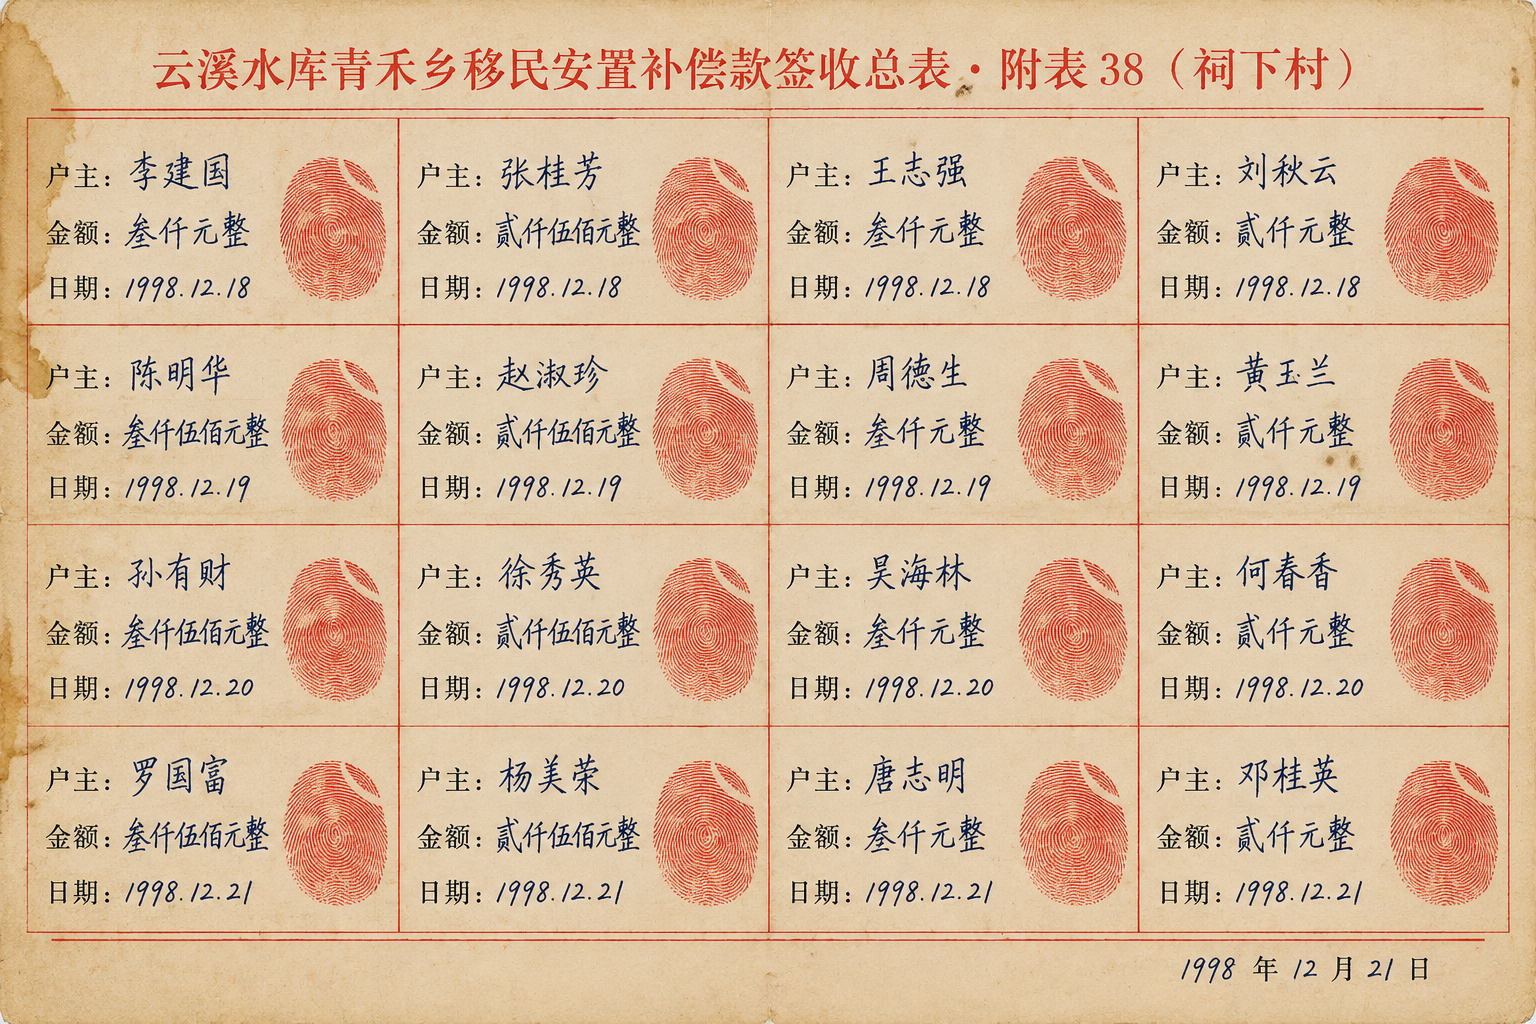 云溪水库青禾乡移民安置补偿款签收总表·附表38（祠下村）
户主：李建国
金额：叁仟元整
日期：1998.12.18
户主：张桂芳
金额：贰仟伍佰元整
日期：1998.12.18
户主：王志强
金额：叁仟元整
日期：1998.12.18
户主：刘秋云
金额：贰仟元整
日期：1998.12.18
户主：陈明华
金额：叁仟伍佰元整
日期：1998.12.19
户主：赵淑珍
金额：贰仟伍佰元整
日期：1998.12.19
户主：周德生
金额：叁仟元整
日期：1998.12.19
户主：黄玉兰
金额：贰仟元整
日期：1998.12.19
户主：孙有财
金额：叁仟伍佰元整
日期：1998.12.20
户主：徐秀英
金额：贰仟伍佰元整
日期：1998.12.20
户主：吴海林
金额：叁仟元整
日期：1998.12.20
户主：何春香
金额：贰仟元整
日期：1998.12.20
户主：罗国富
金额：叁仟伍佰元整
日期：1998.12.21
户主：杨美荣
金额：贰仟伍佰元整
日期：1998.12.21
户主：唐志明
金额：叁仟元整
日期：1998.12.21
户主：邓桂英
金额：贰仟元整
日期：1998.12.21
1998 年 12 月 21 日